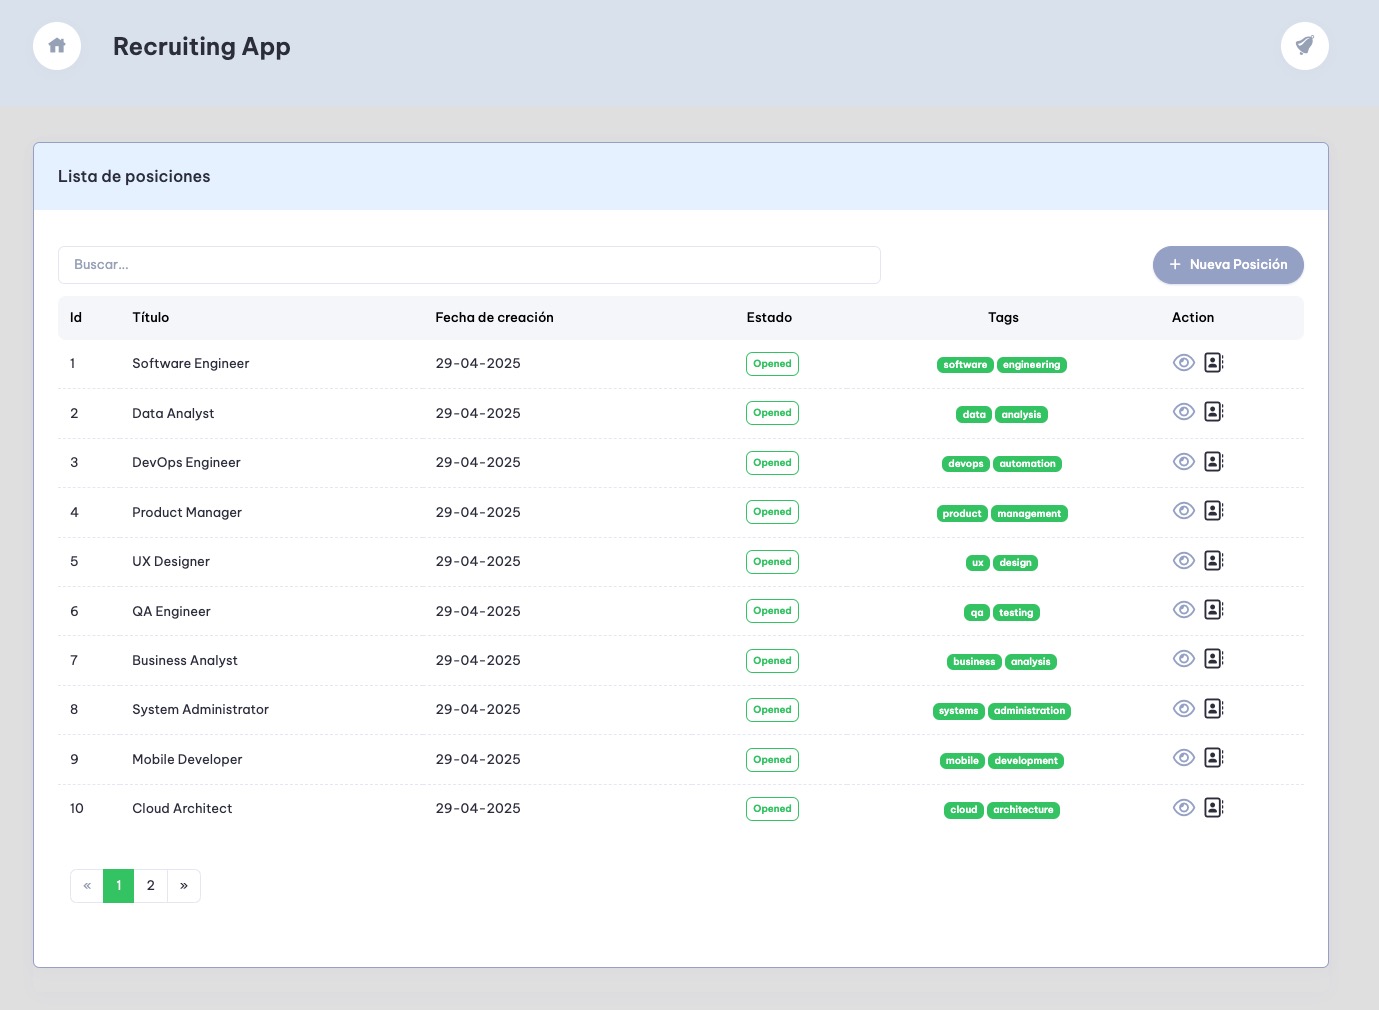 Recruiting App
Lista de posiciones
Buscar...
+ Nueva Posición
Id Título Fecha de creación Estado Tags Action
1 Software Engineer 29-04-2025 Opened software engineering
2 Data Analyst 29-04-2025 Opened data analysis
3 DevOps Engineer 29-04-2025 Opened devops automation
4 Product Manager 29-04-2025 Opened product management
5 UX Designer 29-04-2025 Opened ux design
6 QA Engineer 29-04-2025 Opened qa testing
7 Business Analyst 29-04-2025 Opened business analysis
8 System Administrator 29-04-2025 Opened systems administration
9 Mobile Developer 29-04-2025 Opened mobile development
10 Cloud Architect 29-04-2025 Opened cloud architecture
« 1 2 »